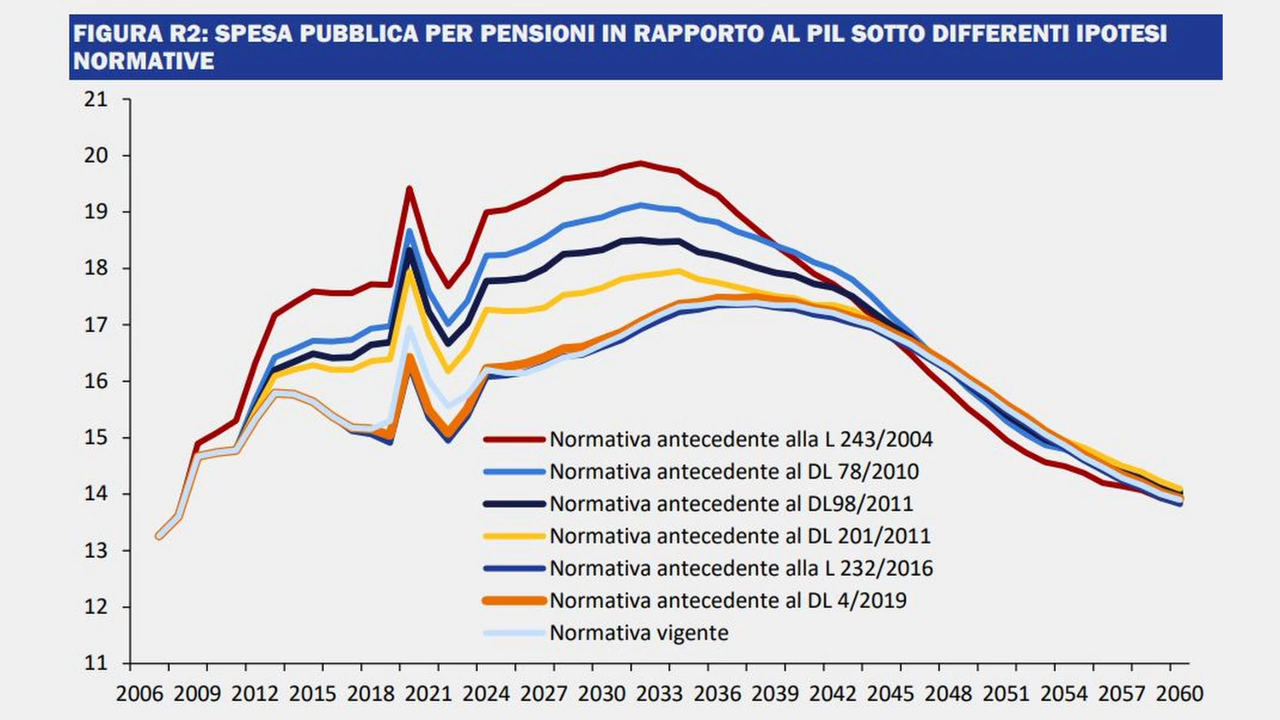 FIGURA R2: SPESA PUBBLICA PER PENSIONI IN RAPPORTO AL PIL SOTTO DIFFERENTI IPOTESI
NORMATIVE
21
20
19
18
17
16
15
14
13
12
11
Normativa antecedente alla L 243/2004
Normativa antecedente al DL 78/2010
Normativa antecedente al DL98/2011
Normativa antecedente al DL 201/2011
Normativa antecedente alla L 232/2016
Normativa antecedente al DL 4/2019
Normativa vigente
2006 2009 2012 2015 2018 2021 2024 2027 2030 2033 2036 2039 2042 2045 2048 2051 2054 2057 2060